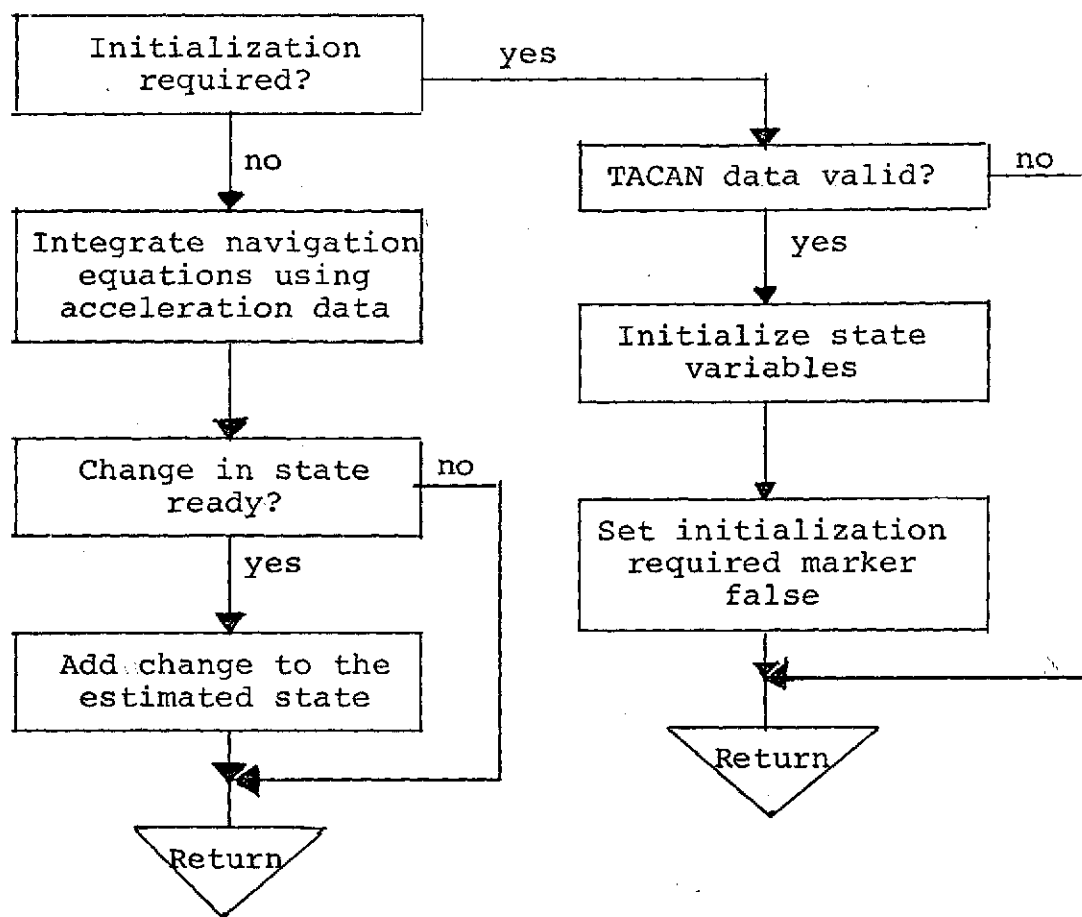 Initialization
required?
yes
no
TACAN data valid?
no
Integrate navigation
equations using
acceleration data
yes
Initialize state
variables
Change in state
ready?
no
yes
Set initialization
required marker
false
Add change to the
estimated state
Return
Return